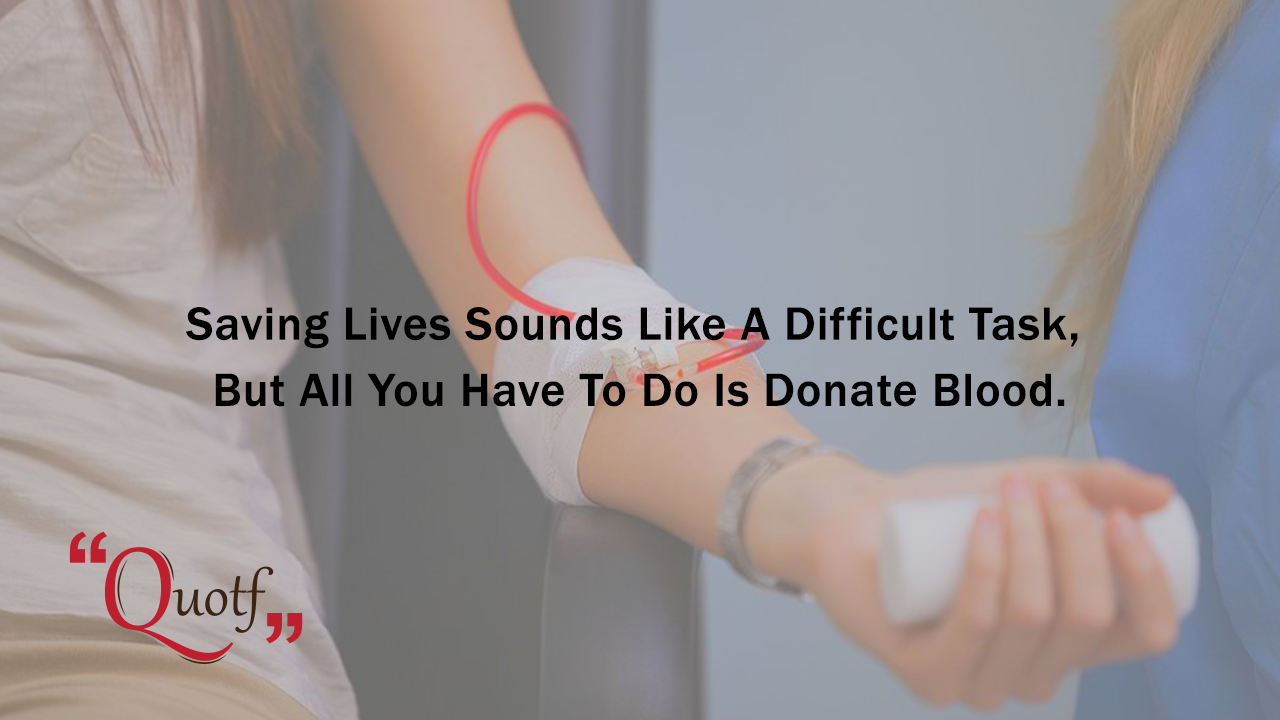 Saving Lives Sounds Like A Difficult Task,
But All You Have To Do Is Donate Blood.
“Quotf”